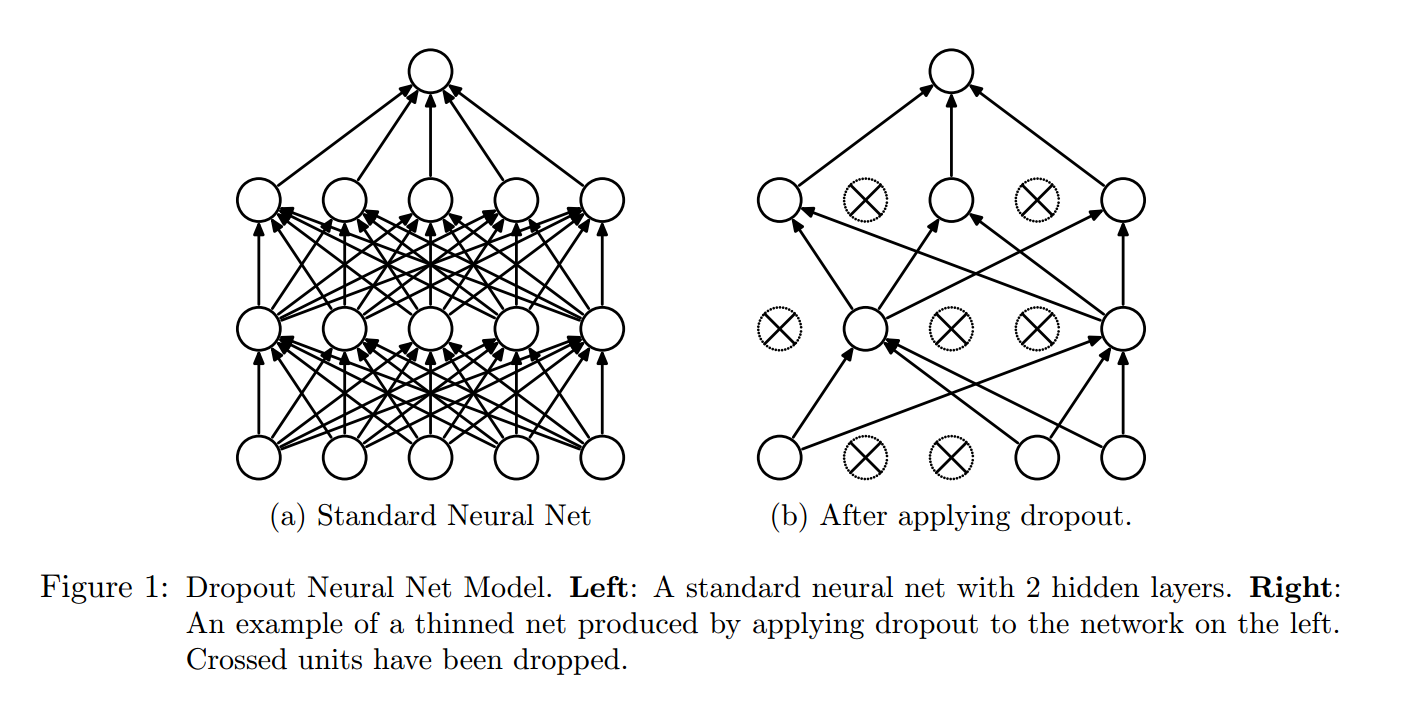 (a) Standard Neural Net
(b) After applying dropout.
Figure 1: Dropout Neural Net Model. Left: A standard neural net with 2 hidden layers. Right:
An example of a thinned net produced by applying dropout to the network on the left.
Crossed units have been dropped.